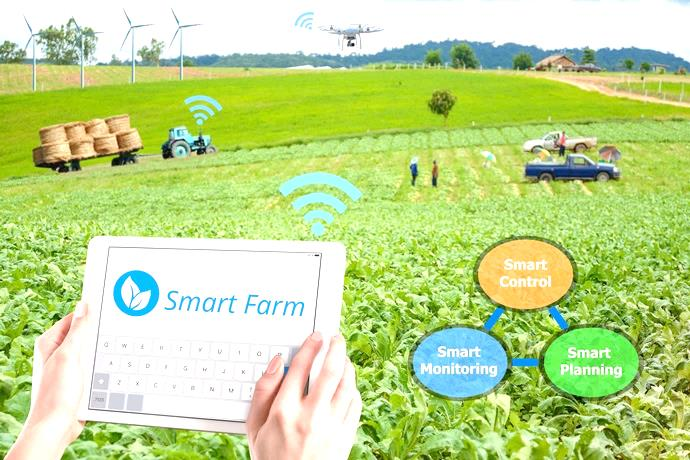 Smart Farm
Smart
Control
Smart
Monitoring
Smart
Planning
Q W E R T Y U I O P